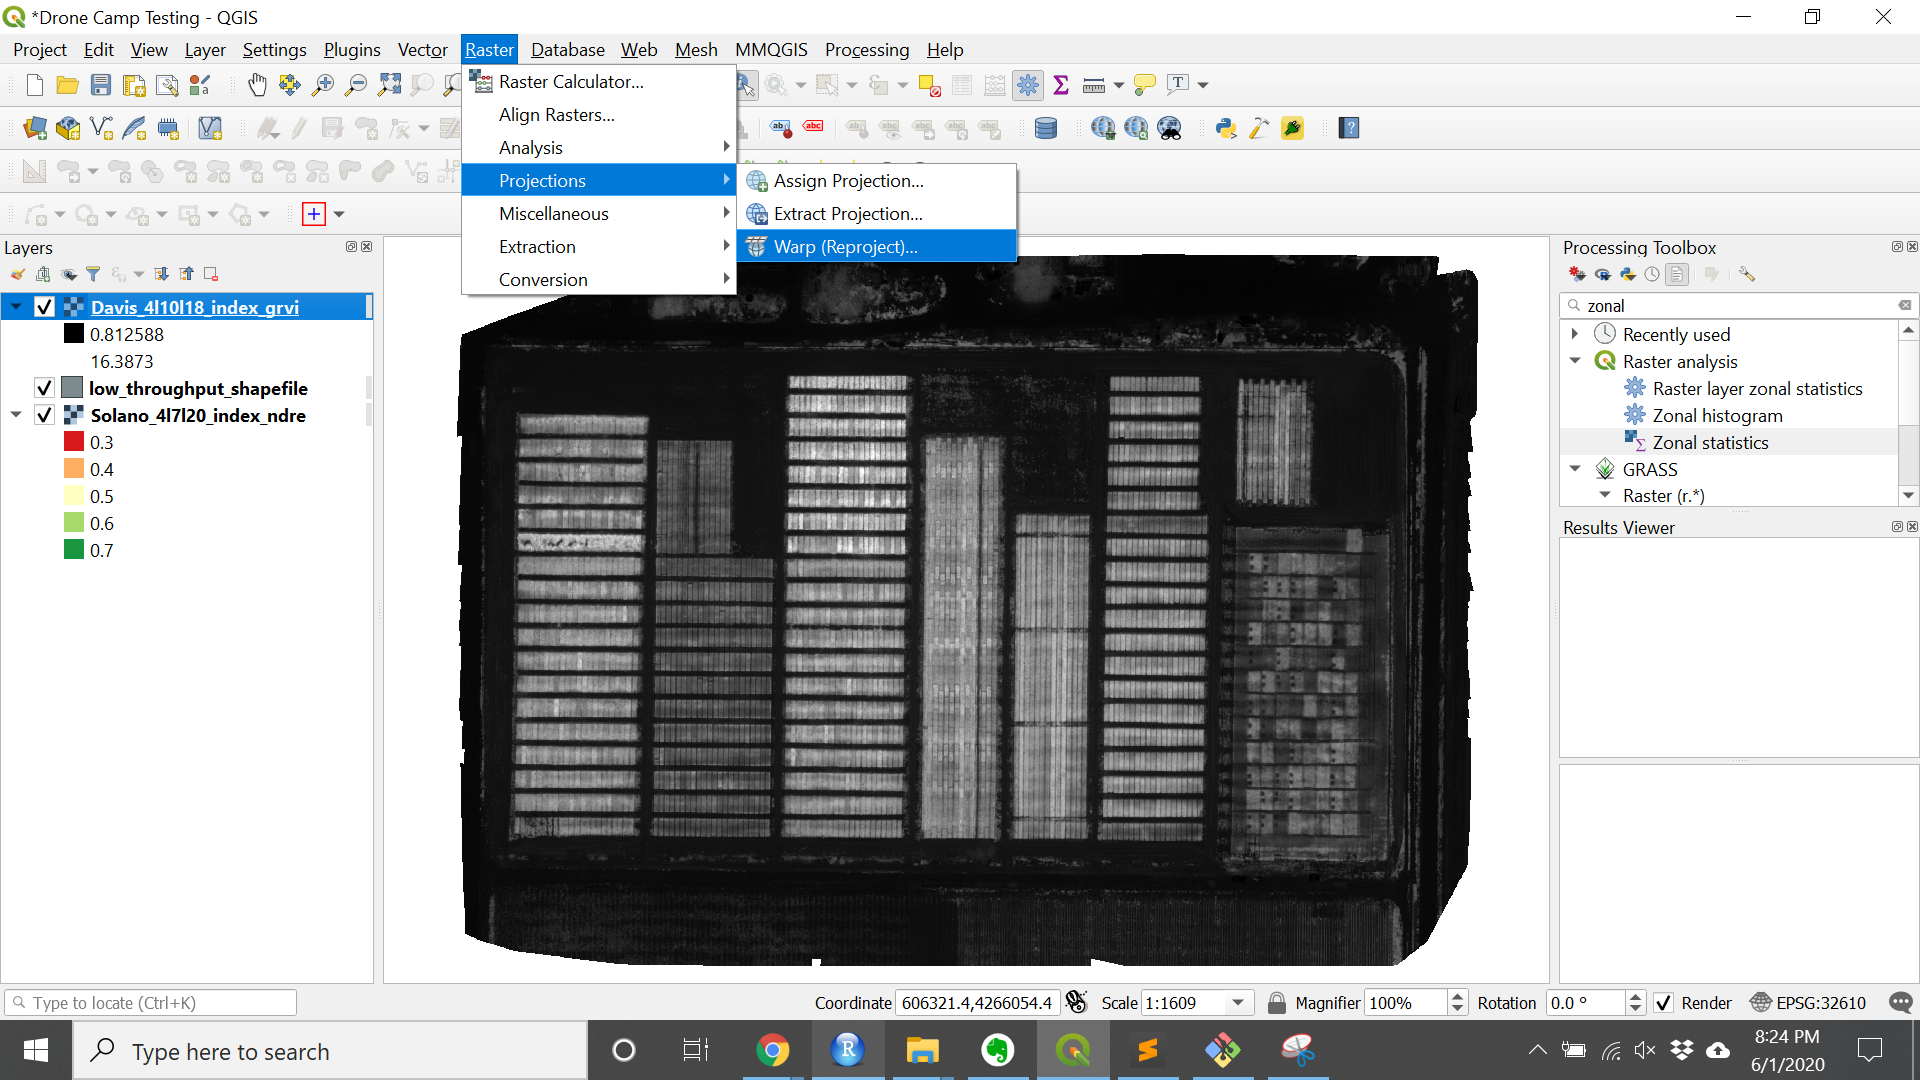 *Drone Camp Testing - QGIS
Project Edit View Layer Settings Plugins Vector Raster Database Web Mesh MMQGIS Processing Help
Raster Calculator...
Align Rasters...
Analysis
Projections
Miscellaneous
Extraction
Conversion
Assign Projection...
Extract Projection...
Warp (Reproject)...
Layers
Davis_4l10l18_index_grvi
0.812588
16.3873
low_throughput_shapefile
Solano_4l7l20_index_ndre
0.3
0.4
0.5
0.6
0.7
Processing Toolbox
zonal
Recently used
Raster analysis
Raster layer zonal statistics
Zonal histogram
Zonal statistics
GRASS
Raster (r.*)
Results Viewer
Type to locate (Ctrl+K)
Coordinate 606321.4,4266054.4 Scale 1:1609 Magnifier 100% Rotation 0.0 ° Render EPSG:32610
Type here to search
8:24 PM
6/1/2020